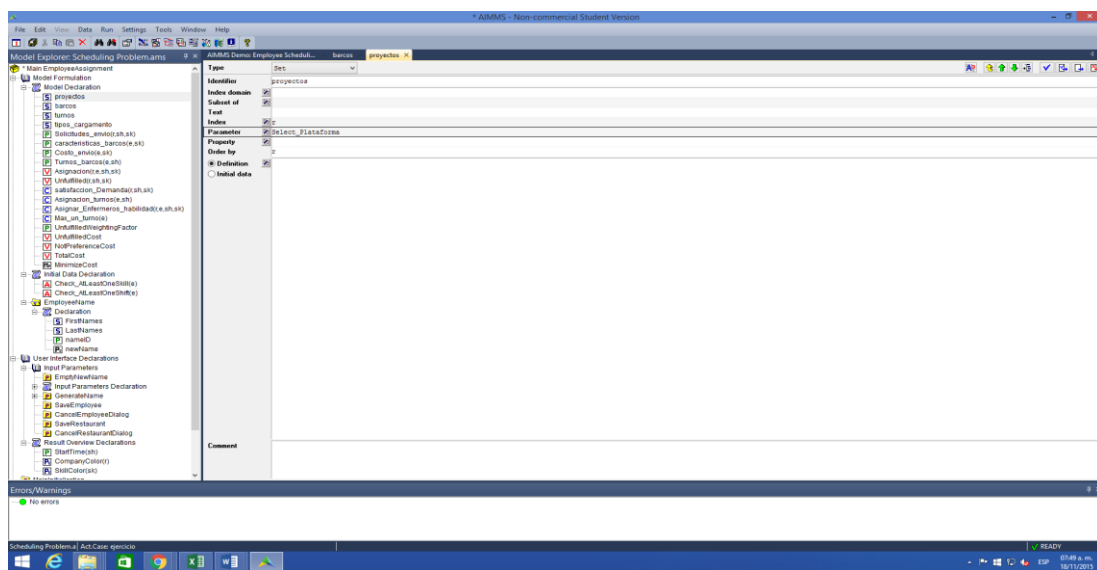 * AIMMS - Non-commercial Student Version
File Edit View Data Run Settings Tools Window Help
Model Explorer: Scheduling Problem.ams
AIMMS Demo: Employee Scheduli... barcos proyectos
* Main EmployeeAssignment
Model Formulation
Model Declaration
S proyectos
S barcos
S turnos
S tipos_cargamento
P Solicitudes_envio(r,sh,sk)
P caracteristicas_barcos(e,sk)
P Costo_envio(e,sk)
P Turnos_barcos(e,sh)
V Asignacion(r,e,sh,sk)
V Unfulfilled(r,sh,sk)
C satisfaccion_Demanda(r,sh,sk)
C Asignacion_turnos(e,sh)
C Asignar_Enfermeros_habilidad(r,e,sh,sk)
C Max_un_turno(e)
P UnfulfilledWeightingFactor
V UnfulfilledCost
V NotPreferenceCost
V TotalCost
MinimizeCost
Initial Data Declaration
A Check_AtLeastOneSkill(e)
A Check_AtLeastOneShift(e)
EmployeeName
Declaration
S FirstNames
S LastNames
P nameID
newName
User Interface Declarations
Input Parameters
EmptyNewName
Input Parameters Declaration
GenerateName
SaveEmployee
CancelEmployeeDialog
SaveRestaurant
CancelRestaurantDialog
Result Overview Declarations
P StartTime(sh)
CompanyColor(r)
SkillColor(sk)
Type Set
Identifier proyectos
Index domain
Subset of
Text
Index r
Parameter Select_Plataforma
Property
Order by r
Definition
Initial data
Comment
Errors/Warnings
No errors
Scheduling Problem.a Act.Case: ejercicio READY
ESP 07:49 a. m.
18/11/2015